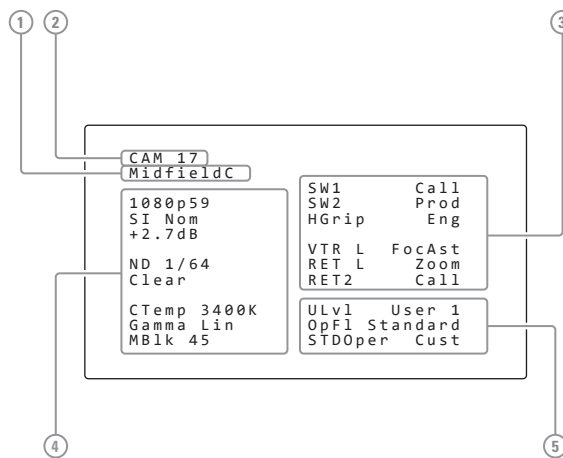 1
2
3
CAM 17
MidfieldC
1080p59
SI Nom
+2.7dB
ND 1/64
Clear
CTemp 3400K
Gamma Lin
MBlk 45
SW1 Call
SW2 Prod
HGrip Eng
VTR L FocAst
RET L Zoom
RET2 Call
ULvl User 1
OpFl Standard
STDOper Cust
4
5